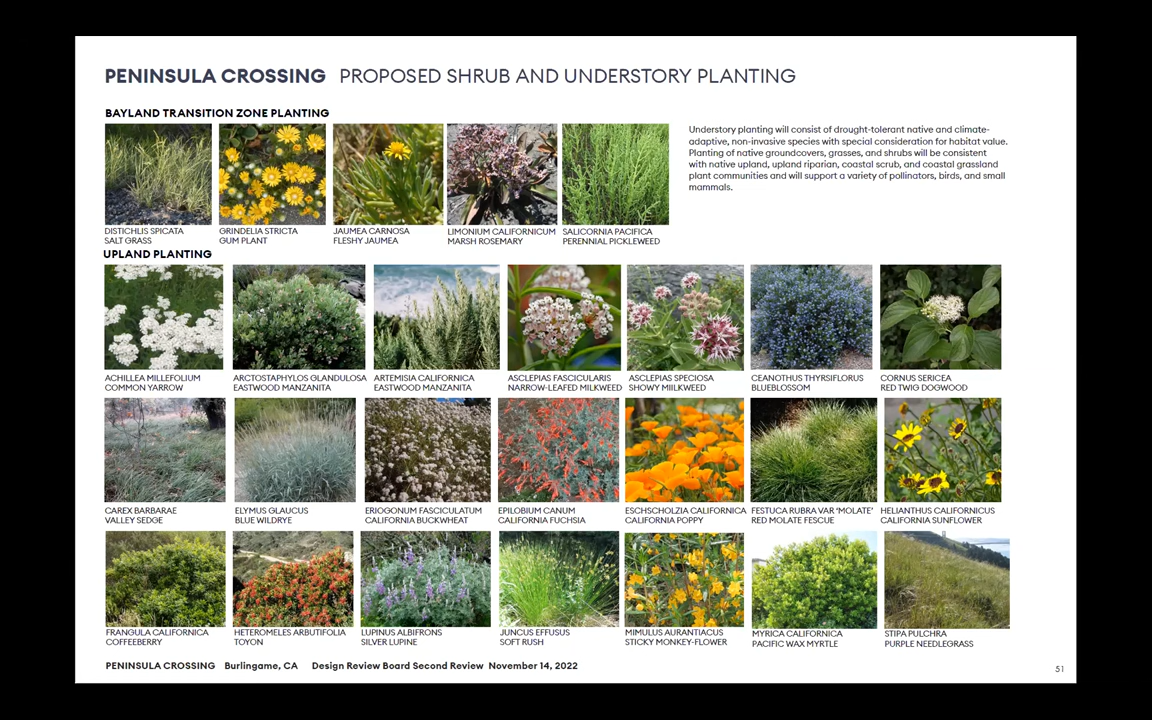 PENINSULA CROSSING PROPOSED SHRUB AND UNDERSTORY PLANTING
BAYLAND TRANSITION ZONE PLANTING
Understory planting will consist of drought-tolerant native and climate-
adaptive, non-invasive species with special consideration for habitat value.
Planting of native groundcovers, grasses, and shrubs will be consistent
with native upland, upland riparian, coastal scrub, and coastal grassland
plant communities and will support a variety of pollinators, birds, and small
mammals.
DISTICHLIS SPICATA
SALT GRASS
GRINDELIA STRICTA
GUM PLANT
JAUMEA CARNOSA
FLESHY JAUMEA
LIMONIUM CALIFORNICUM
MARSH ROSEMARY
SALICORNIA PACIFICA
PERENNIAL PICKLEWEED
UPLAND PLANTING
ACHILLEA MILLEFOLIUM
COMMON YARROW
ARCTOSTAPHYLOS GLANDULOSA
EASTWOOD MANZANITA
ARTEMISIA CALIFORNICA
EASTWOOD MANZANITA
ASCLEPIAS FASCICULARIS
NARROW-LEAFED MILKWEED
ASCLEPIAS SPECIOSA
SHOWY MIILKWEED
CEANOTHUS THYRSIFLORUS
BLUEBLOSSOM
CORNUS SERICEA
RED TWIG DOGWOOD
CAREX BARBARAE
VALLEY SEDGE
ELYMUS GLAUCUS
BLUE WILDRYE
ERIOGONUM FASCICULATUM
CALIFORNIA BUCKWHEAT
EPILOBIUM CANUM
CALIFORNIA FUCHSIA
ESCHSCHOLZIA CALIFORNICA
CALIFORNIA POPPY
FESTUCA RUBRA VAR 'MOLATE'
RED MOLATE FESCUE
HELIANTHUS CALIFORNICUS
CALIFORNIA SUNFLOWER
FRANGULA CALIFORNICA
COFFEEBERRY
HETEROMELES ARBUTIFOLIA
TOYON
LUPINUS ALBIFRONS
SILVER LUPINE
JUNCUS EFFUSUS
SOFT RUSH
MIMULUS AURANTIACUS
STICKY MONKEY-FLOWER
MYRICA CALIFORNICA
PACIFIC WAX MYRTLE
STIPA PULCHRA
PURPLE NEEDLEGRASS
PENINSULA CROSSING Burlingame, CA Design Review Board Second Review November 14, 2022
51